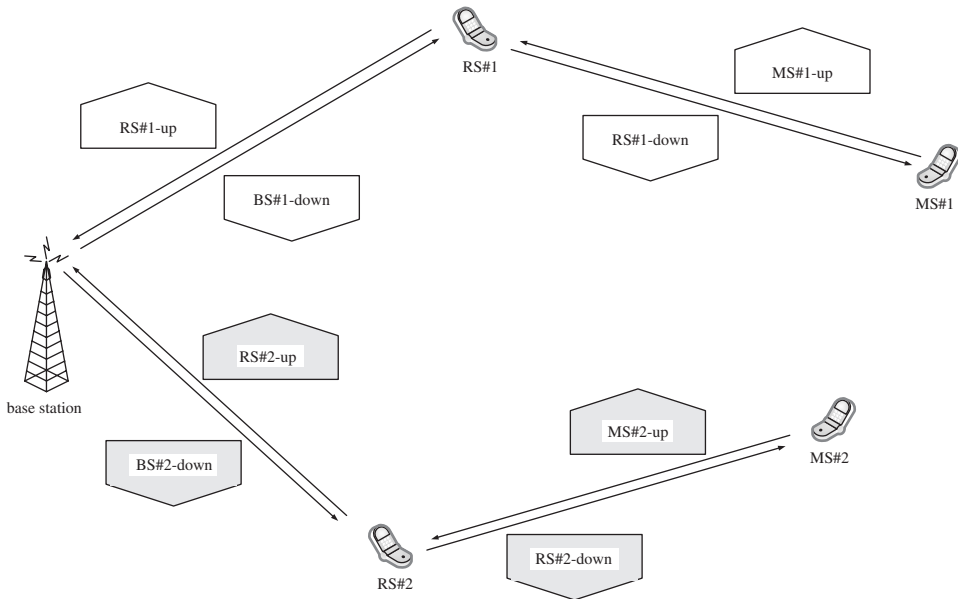 RS#1
MS#1-up
RS#1-up
RS#1-down
BS#1-down
MS#1
RS#2-up
base station
MS#2-up
BS#2-down
MS#2
RS#2-down
RS#2